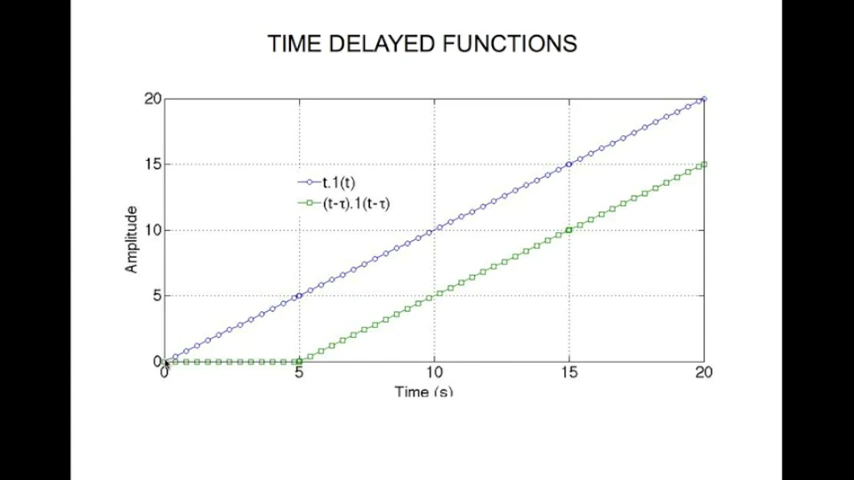 TIME DELAYED FUNCTIONS
20
15
t.1(t)
(t-τ).1(t-τ)
10
Amplitude
5
0
0 5 10 15 20
Time (s)